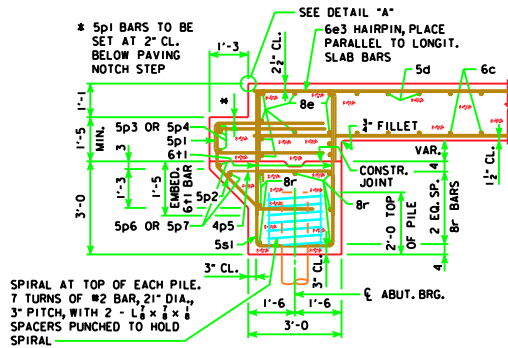 * 5p1 BARS TO BE
SET AT 2" CL.
BELOW PAVING
NOTCH STEP
SEE DETAIL "A"
6e3 HAIRPIN, PLACE
PARALLEL TO LONGIT.
SLAB BARS
1'-3
2 1/2" CL.
5d
6c
8e
*
1'-1
1'-5
MIN.
3'-0
5p3 OR 5p4
5p1
6t1
3/4" FILLET
VAR.
1 1/2" CL.
CONSTR.
JOINT
3
1'-3
1'-5
EMBED.
6t1 BAR
5p2
8r
8r
4
2 EQ. SP.
8r BARS
2'-0 TOP
OF PILE
5p6 OR 5p7
4p5
5s1
3" CL.
3" CL.
4
SPIRAL AT TOP OF EACH PILE.
7 TURNS OF #2 BAR, 21" DIA.,
3" PITCH, WITH 2 - L 7/8 x 7/8 x 1/8
SPACERS PUNCHED TO HOLD
SPIRAL
1'-6
1'-6
3'-0
℄ ABUT. BRG.